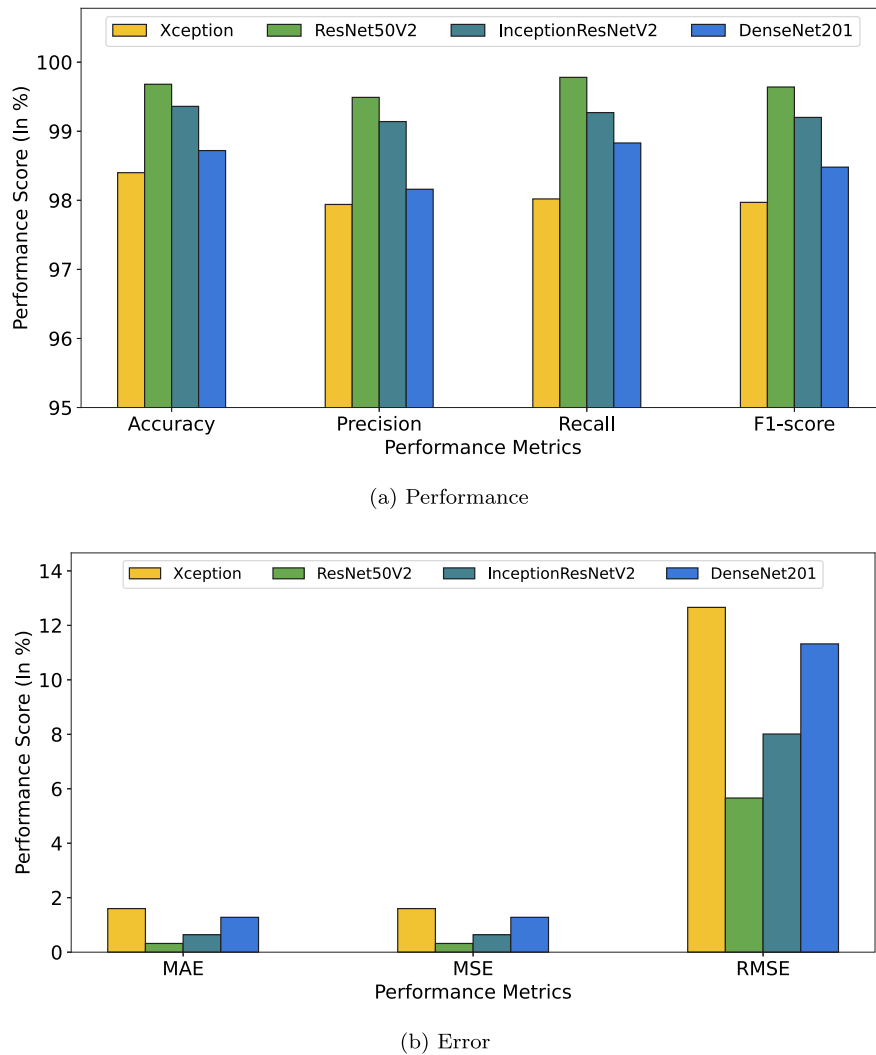 Xception ResNet50V2 InceptionResNetV2 DenseNet201
Performance Score (In %)
100
99
98
97
96
95
Accuracy Precision Recall F1-score
Performance Metrics
(a) Performance
Xception ResNet50V2 InceptionResNetV2 DenseNet201
Performance Score (In %)
14
12
10
8
6
4
2
0
MAE MSE RMSE
Performance Metrics
(b) Error